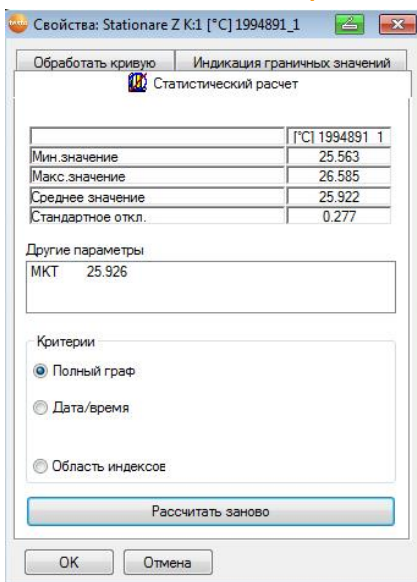 Свойства: Stationare Z K:1 [°C] 1994891_1
Обработать кривую Индикация граничных значений
Статистический расчет
[°C] 1994891 1
Мин.значение 25.563
Макс.значение 26.585
Среднее значение 25.922
Стандартное откл. 0.277
Другие параметры
МКТ 25.926
Критерии
Полный граф
Дата/время
Область индексов
Рассчитать заново
ОК Отмена